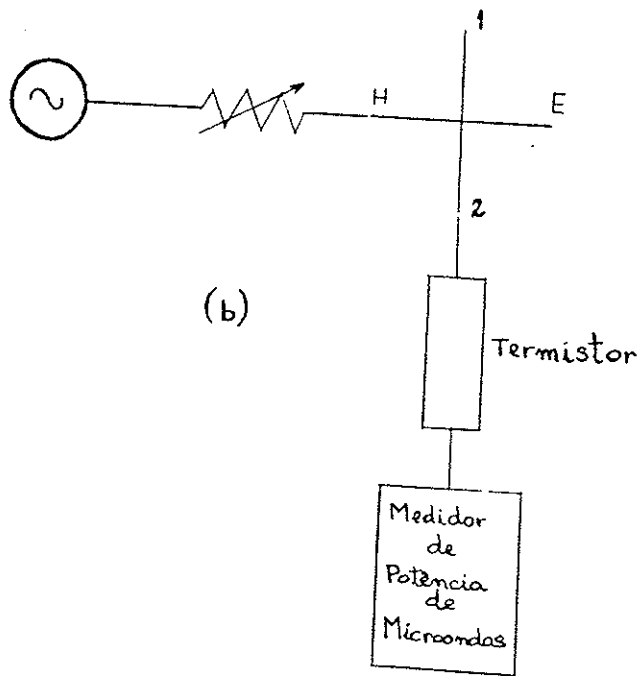 1
H
E
2
(b)
Termistor
Medidor
de
Potência
de
Microondas